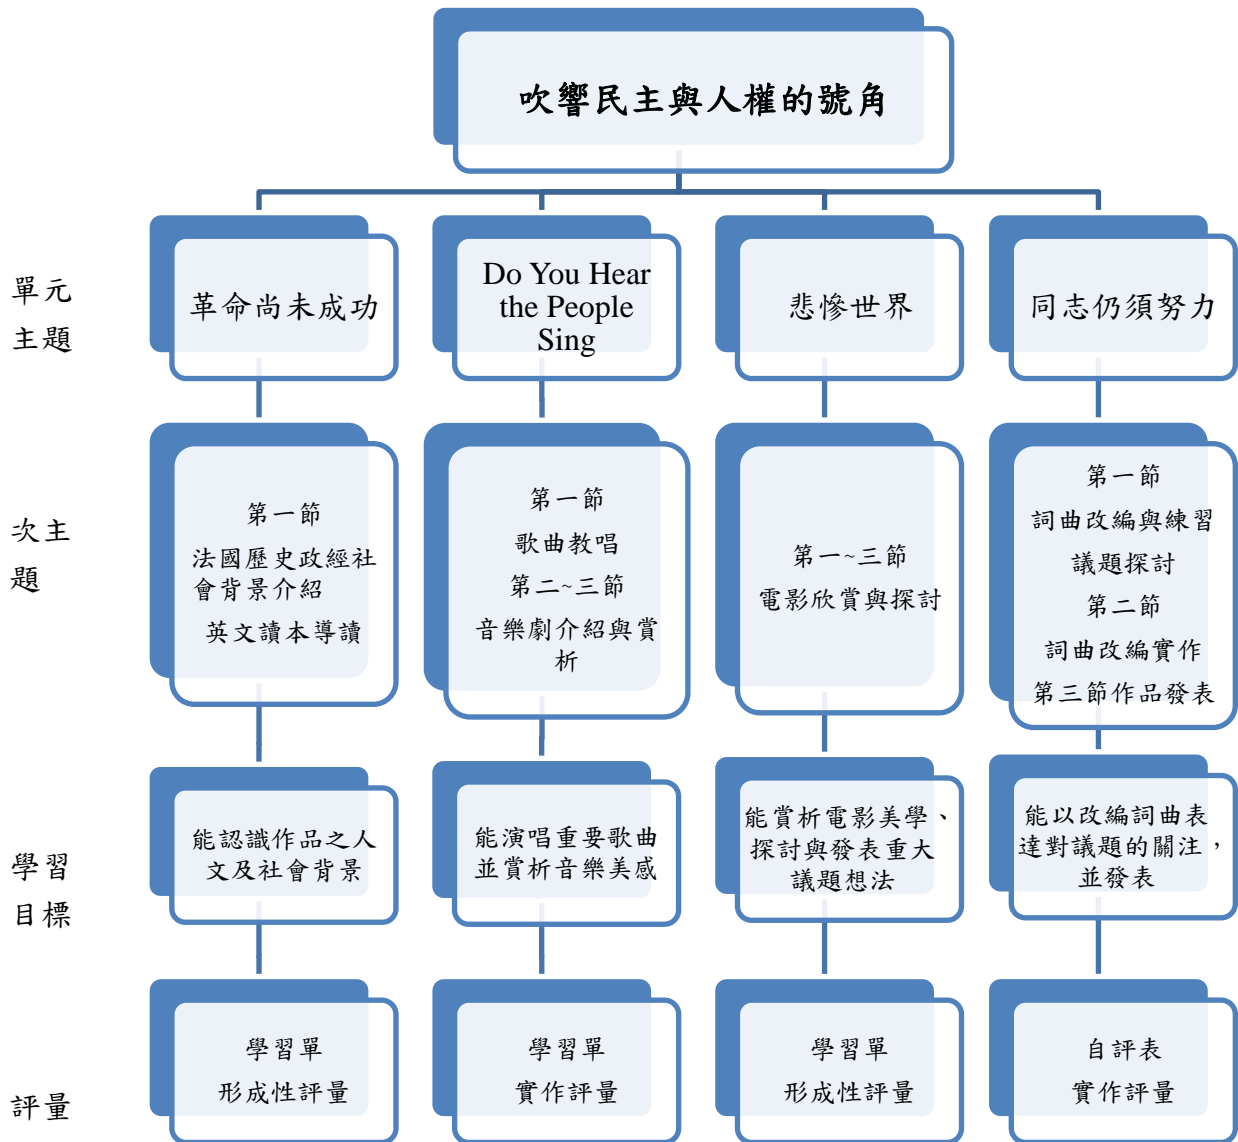 吹響民主與人權的號角
單元
主題
革命尚未成功
Do You Hear
the People
Sing
悲慘世界
同志仍須努力
次主
題
第一節
法國歷史政經社
會背景介紹
英文讀本導讀
第一節
歌曲教唱
第二~三節
音樂劇介紹與賞
析
第一~三節
電影欣賞與探討
第一節
詞曲改編與練習
議題探討
第二節
詞曲改編實作
第三節作品發表
學習
目標
能認識作品之人
文及社會背景
能演唱重要歌曲
並賞析音樂美感
能賞析電影美學、
探討與發表重大
議題想法
能以改編詞曲表
達對議題的關注，
並發表
評量
學習單
形成性評量
學習單
實作評量
學習單
形成性評量
自評表
實作評量